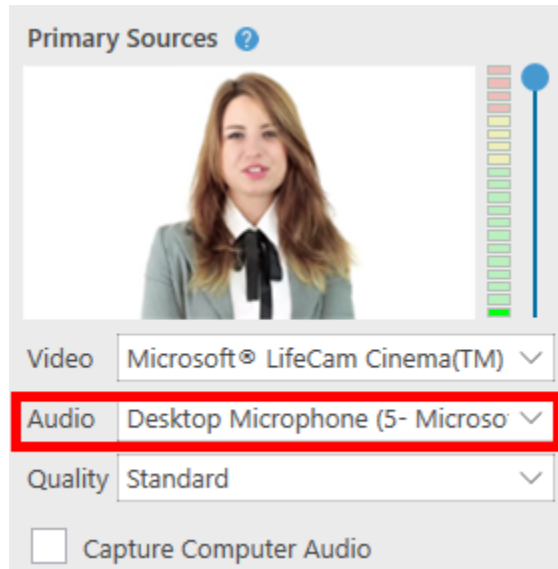 Primary Sources ?
Video Microsoft® LifeCam Cinema(TM)
Audio Desktop Microphone (5- Microso
Quality Standard
Capture Computer Audio